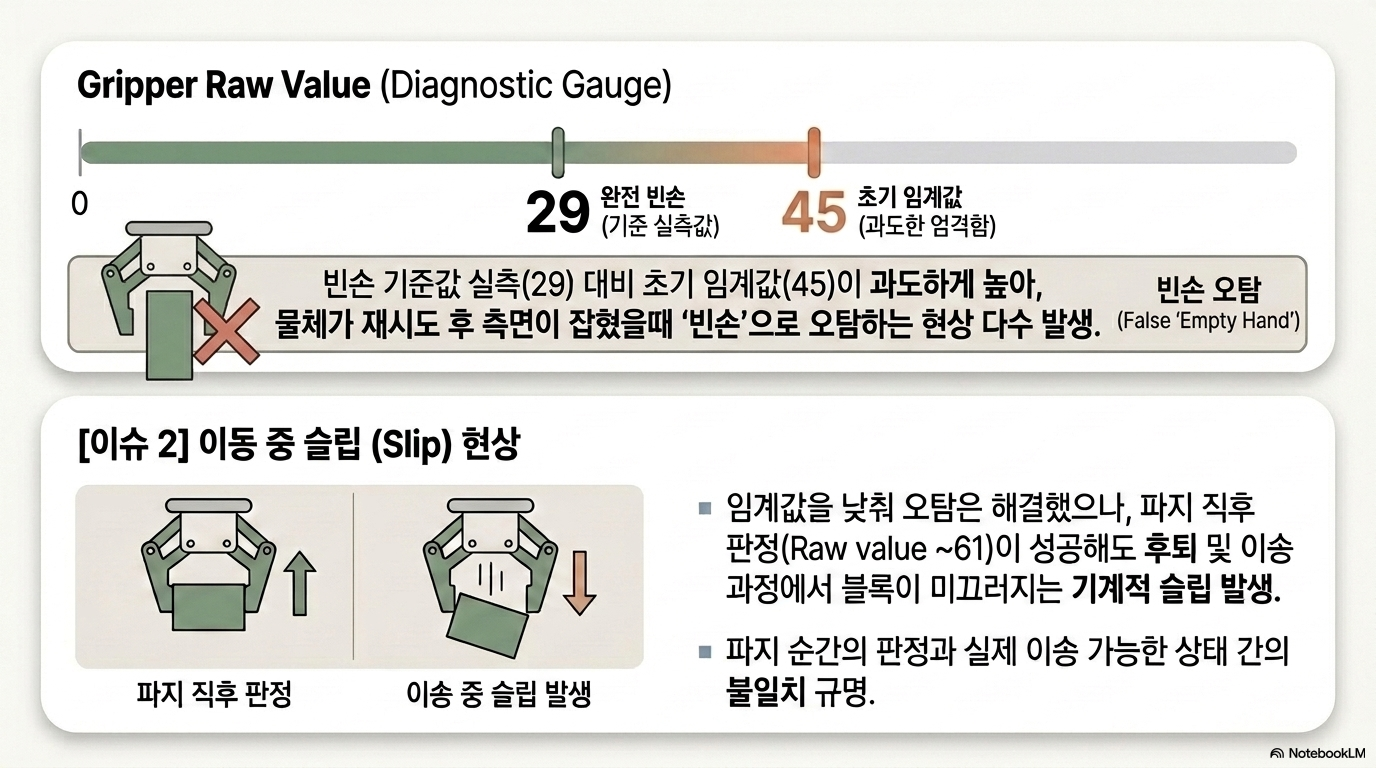 Gripper Raw Value (Diagnostic Gauge)
0
29 완전 빈손
(기준 실측값)
45 초기 임계값
(과도한 엄격함)
빈손 기준값 실측(29) 대비 초기 임계값(45)이 과도하게 높아,
물체가 재시도 후 측면이 잡혔을때 ‘빈손’으로 오탐하는 현상 다수 발생.
빈손 오탐
(False ‘Empty Hand’)
[이슈 2] 이동 중 슬립 (Slip) 현상
파지 직후 판정
이송 중 슬립 발생
임계값을 낮춰 오탐은 해결했으나, 파지 직후
판정(Raw value ~61)이 성공해도 후퇴 및 이송
과정에서 블록이 미끄러지는 기계적 슬립 발생.
파지 순간의 판정과 실제 이송 가능한 상태 간의
불일치 규명.
NotebookLM